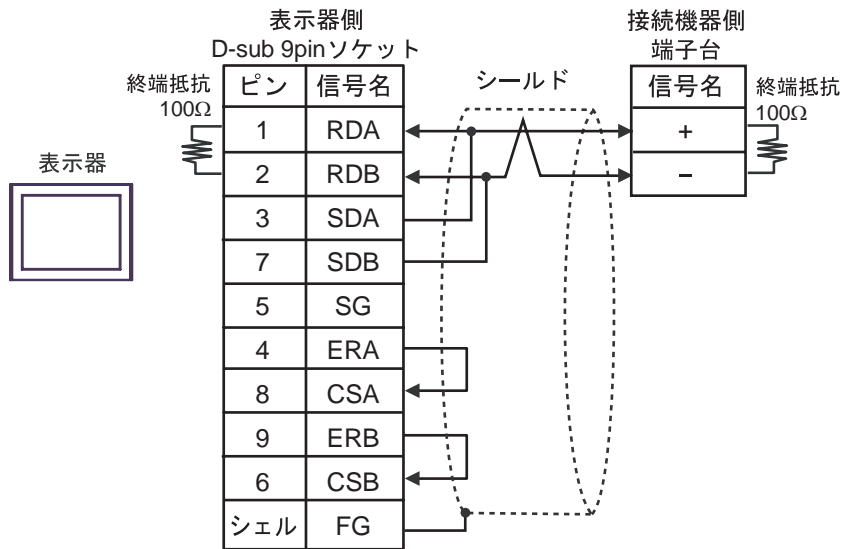 表示器側
D-sub 9pinソケット
接続機器側
端子台
終端抵抗
100Ω
ピン 信号名
シールド
信号名
終端抵抗
100Ω
表示器
1 RDA
+
2 RDB
−
3 SDA
7 SDB
5 SG
4 ERA
8 CSA
9 ERB
6 CSB
シェル FG